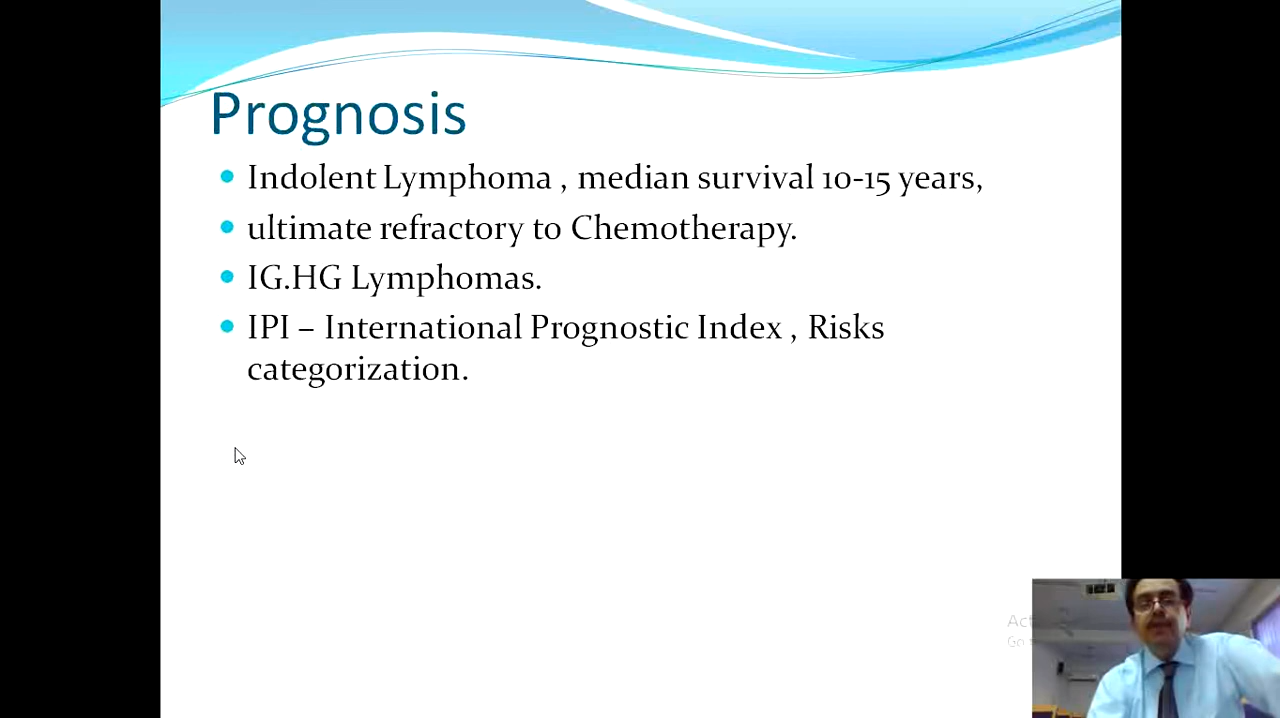 Prognosis
Indolent Lymphoma , median survival 10-15 years,
ultimate refractory to Chemotherapy.
IG.HG Lymphomas.
IPI – International Prognostic Index , Risks
categorization.